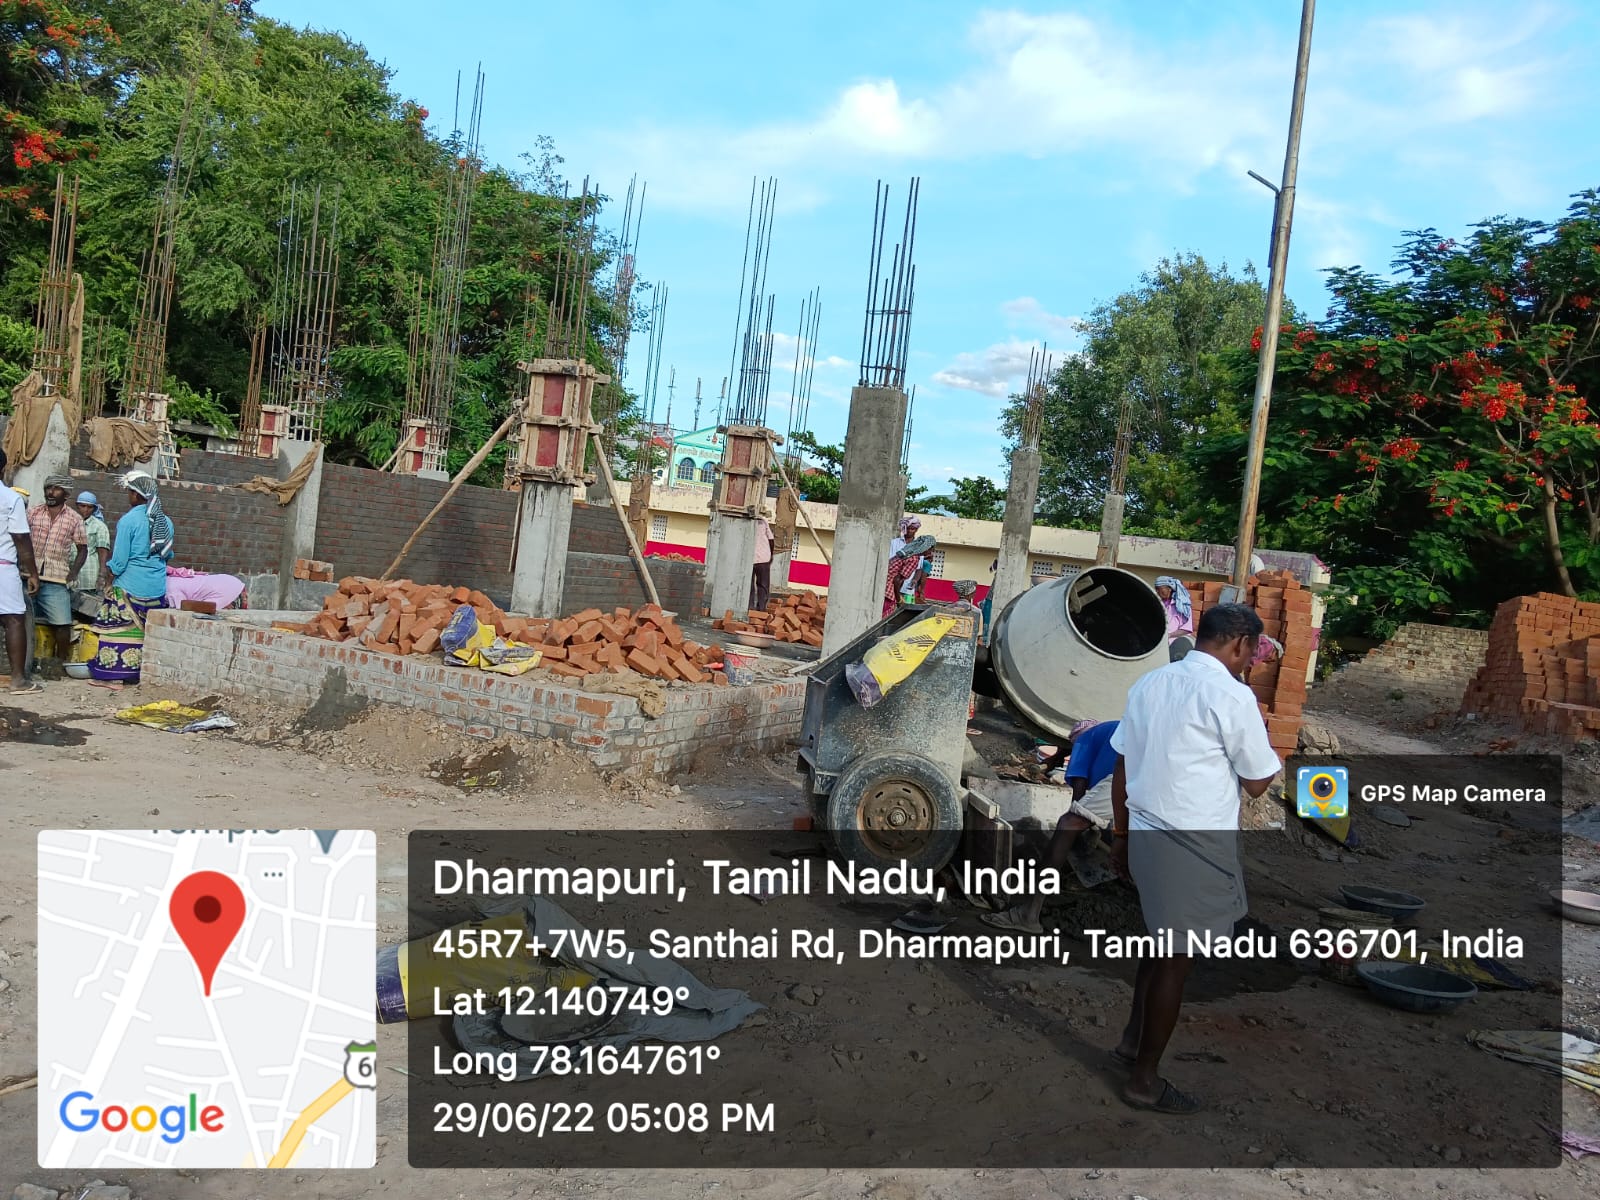 GPS Map Camera
Dharmapuri, Tamil Nadu, India
45R7+7W5, Santhai Rd, Dharmapuri, Tamil Nadu 636701, India
Lat 12.140749°
Long 78.164761°
29/06/22 05:08 PM
Temple
Google